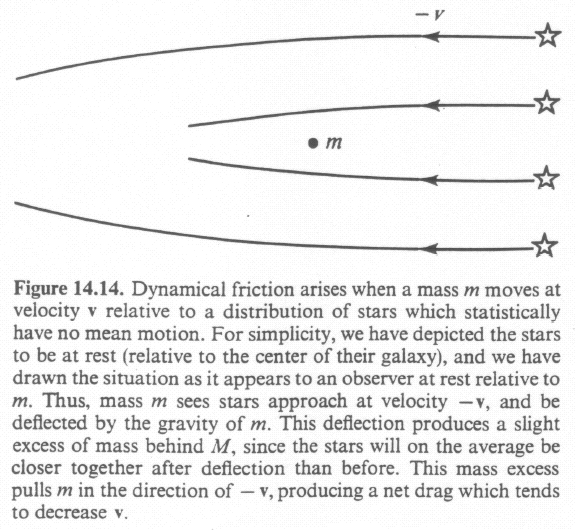 − v
m
Figure 14.14. Dynamical friction arises when a mass m moves at
velocity v relative to a distribution of stars which statistically
have no mean motion. For simplicity, we have depicted the stars
to be at rest (relative to the center of their galaxy), and we have
drawn the situation as it appears to an observer at rest relative to
m. Thus, mass m sees stars approach at velocity −v, and be
deflected by the gravity of m. This deflection produces a slight
excess of mass behind M, since the stars will on the average be
closer together after deflection than before. This mass excess
pulls m in the direction of − v, producing a net drag which tends
to decrease v.